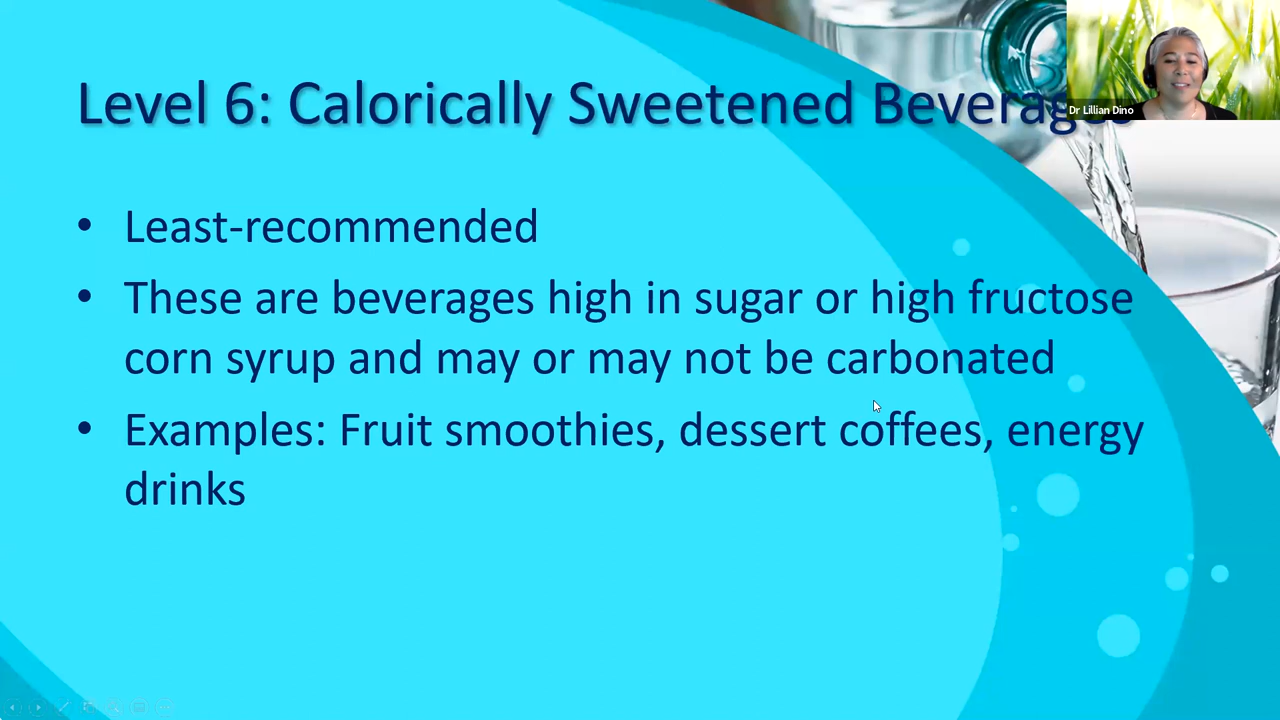 Level 6: Calorically Sweetened
Dr Lillian Dino
• Least-recommended
• These are beverages high in sugar or high fructose
corn syrup and may or may not be carbonated
• Examples: Fruit smoothies, dessert coffees, energy
drinks